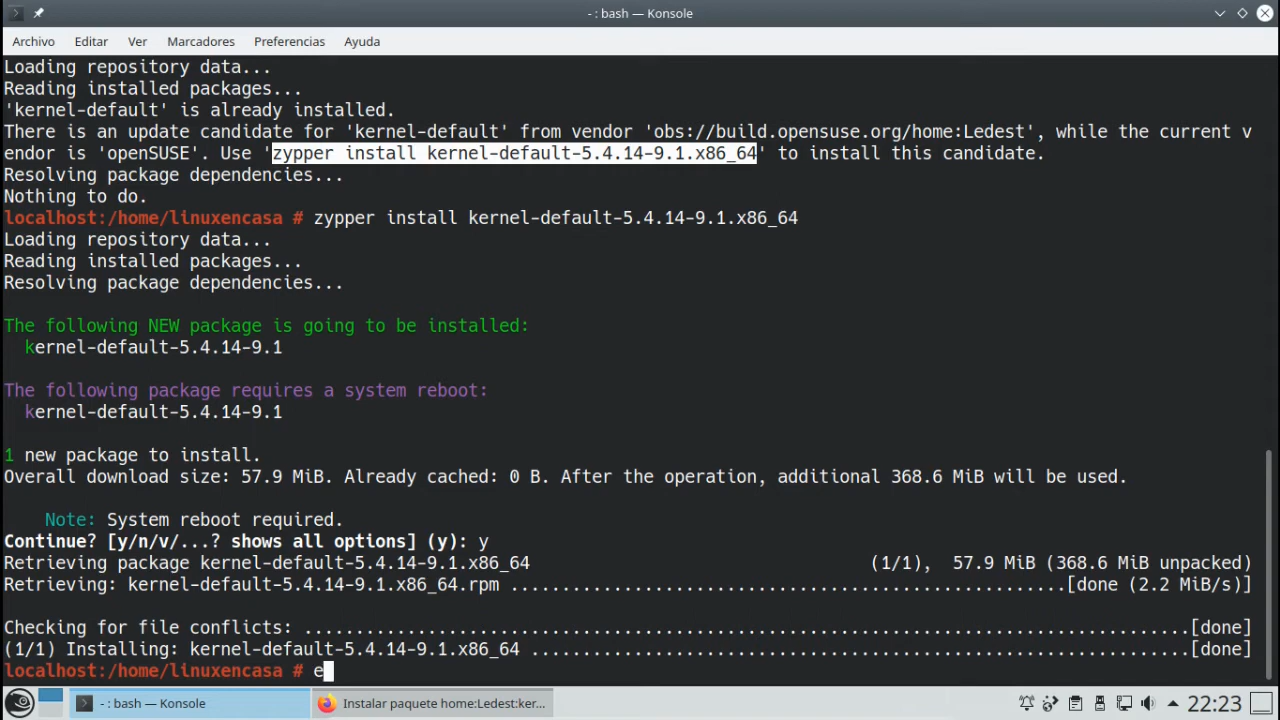 - : bash — Konsole
Archivo Editar Ver Marcadores Preferencias Ayuda
Loading repository data...
Reading installed packages...
'kernel-default' is already installed.
There is an update candidate for 'kernel-default' from vendor 'obs://build.opensuse.org/home:Ledest', while the current v
endor is 'openSUSE'. Use 'zypper install kernel-default-5.4.14-9.1.x86_64' to install this candidate.
Resolving package dependencies...
Nothing to do.
localhost:/home/linuxencasa # zypper install kernel-default-5.4.14-9.1.x86_64
Loading repository data...
Reading installed packages...
Resolving package dependencies...
The following NEW package is going to be installed:
kernel-default-5.4.14-9.1
The following package requires a system reboot:
kernel-default-5.4.14-9.1
1 new package to install.
Overall download size: 57.9 MiB. Already cached: 0 B. After the operation, additional 368.6 MiB will be used.
Note: System reboot required.
Continue? [y/n/v/...? shows all options] (y): y
Retrieving package kernel-default-5.4.14-9.1.x86_64 (1/1), 57.9 MiB (368.6 MiB unpacked)
Retrieving: kernel-default-5.4.14-9.1.x86_64.rpm ......................................................[done (2.2 MiB/s)]
Checking for file conflicts: ......................................................................................[done]
(1/1) Installing: kernel-default-5.4.14-9.1.x86_64 ................................................................[done]
localhost:/home/linuxencasa # e
- : bash — Konsole Instalar paquete home:Ledest:ker... 22:23